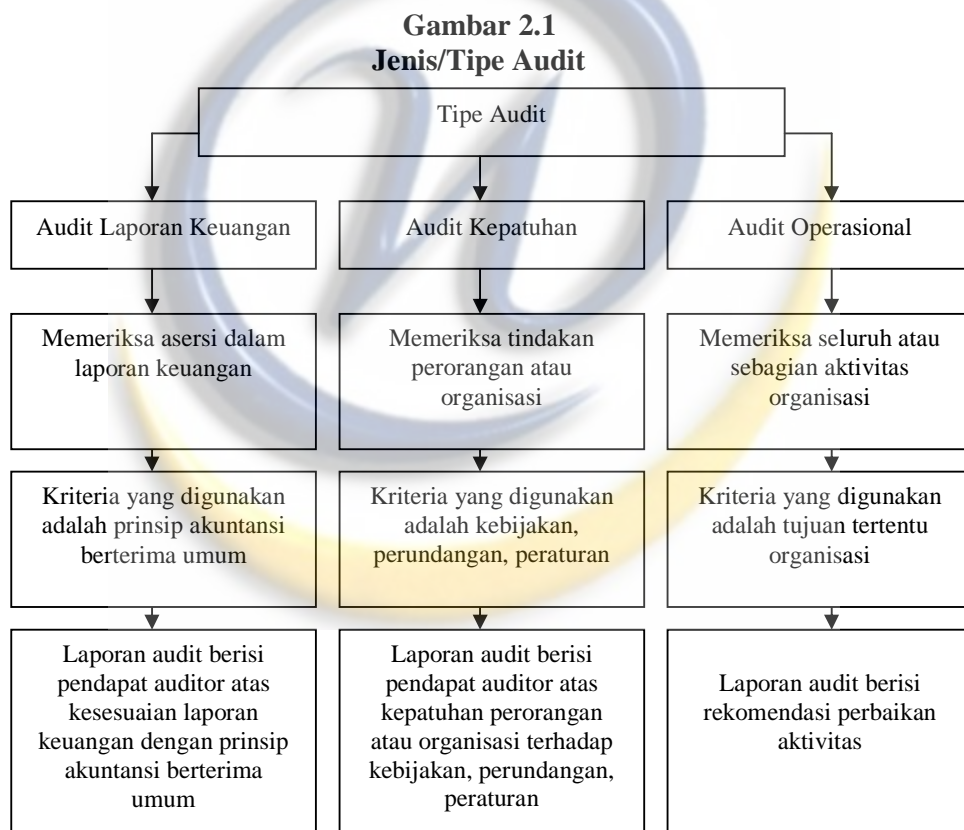 Gambar 2.1
Jenis/Tipe Audit
Tipe Audit
Audit Laporan Keuangan
Audit Kepatuhan
Audit Operasional
Memeriksa asersi dalam
laporan keuangan
Memeriksa tindakan
perorangan atau
organisasi
Memeriksa seluruh atau
sebagian aktivitas
organisasi
Kriteria yang digunakan
adalah prinsip akuntansi
berterima umum
Kriteria yang digunakan
adalah kebijakan,
perundangan, peraturan
Kriteria yang digunakan
adalah tujuan tertentu
organisasi
Laporan audit berisi
pendapat auditor atas
kesesuaian laporan
keuangan dengan prinsip
akuntansi berterima
umum
Laporan audit berisi
pendapat auditor atas
kepatuhan perorangan
atau organisasi terhadap
kebijakan, perundangan,
peraturan
Laporan audit berisi
rekomendasi perbaikan
aktivitas